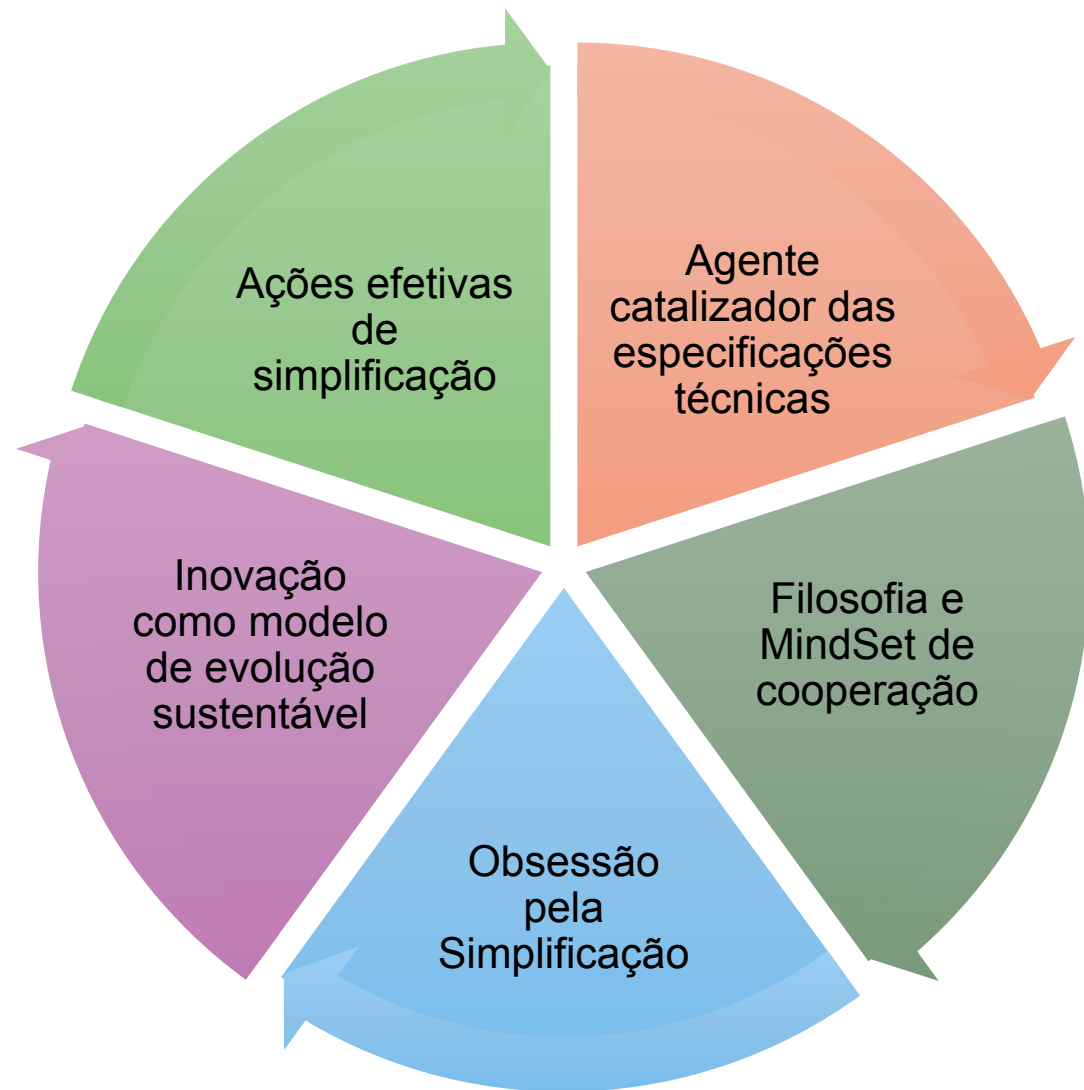 Agente
catalizador das
especificações
técnicas
Filosofia e
MindSet de
cooperação
Obsessão
pela
Simplificação
Inovação
como modelo
de evolução
sustentável
Ações efetivas
de
simplificação